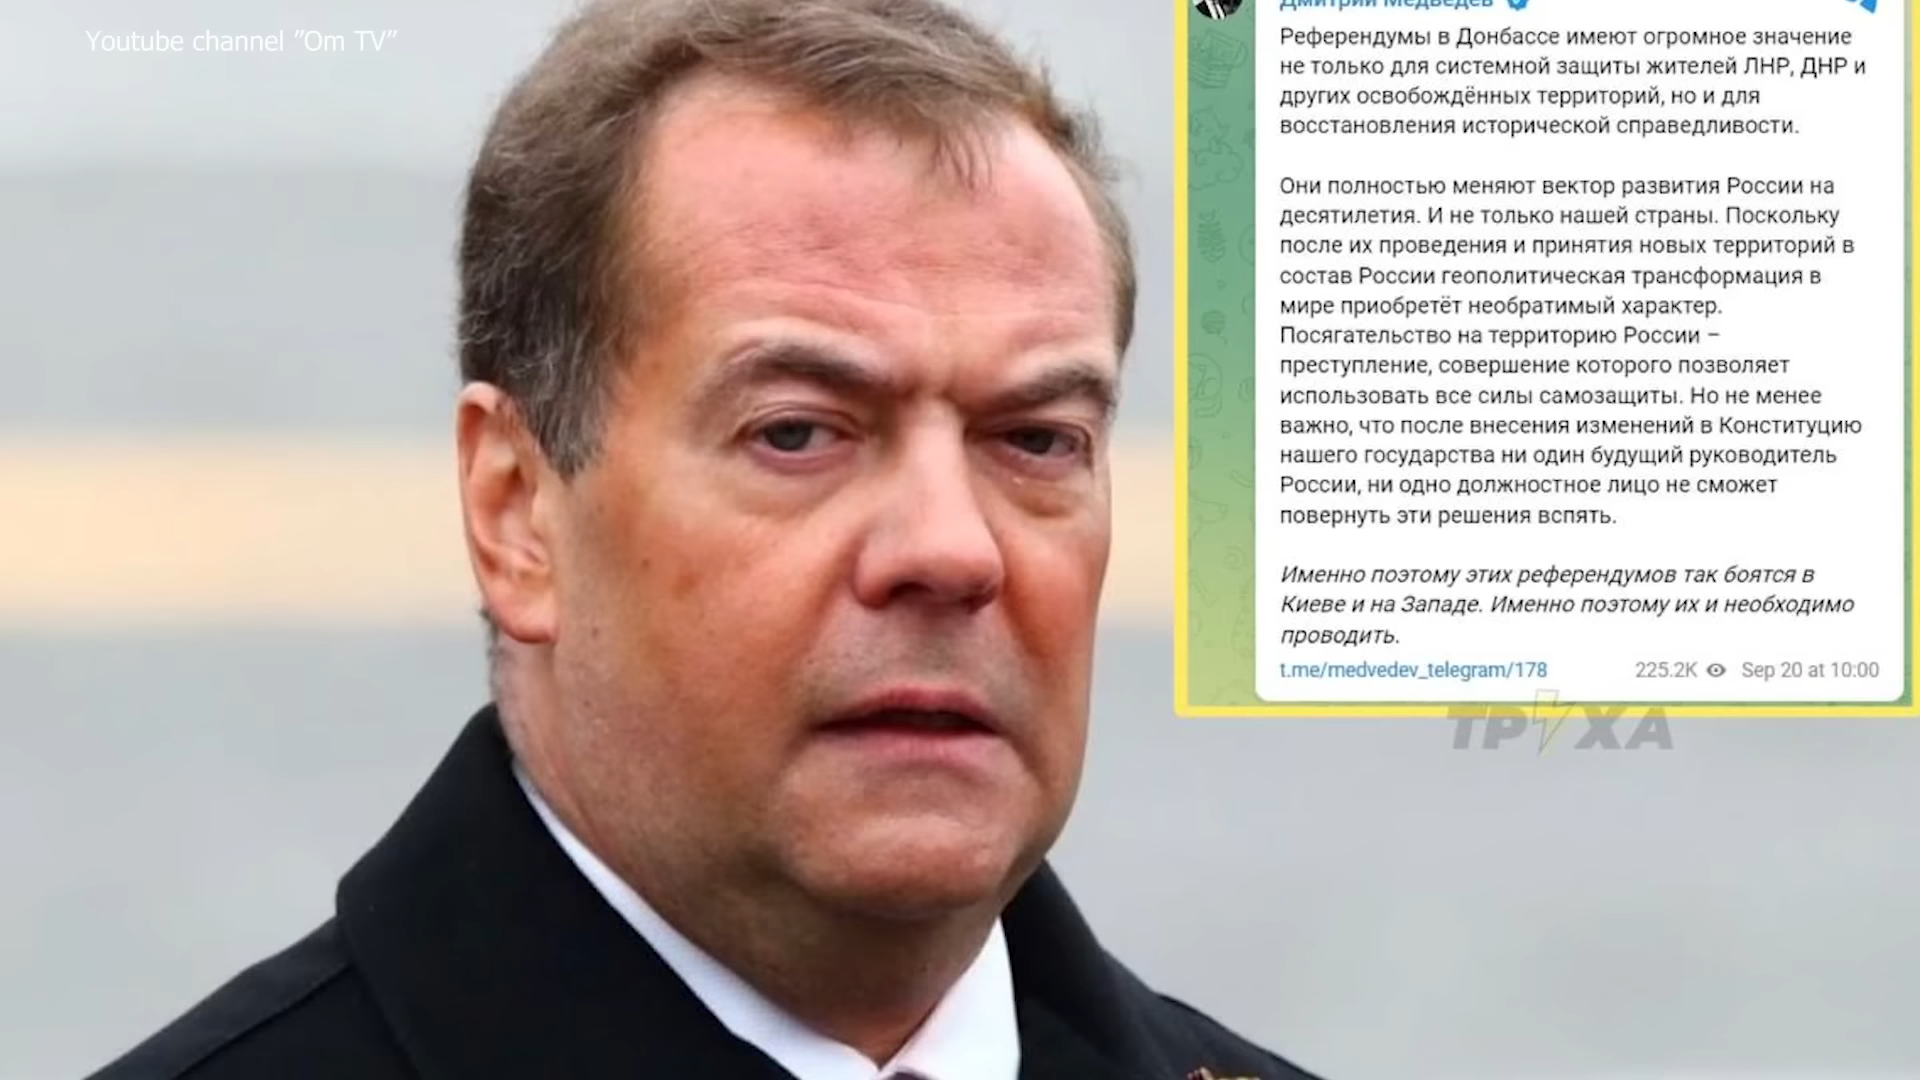 Youtube channel "Om TV"
Дмитрий Медведев
Референдумы в Донбассе имеют огромное значение
не только для системной защиты жителей ЛНР, ДНР и
других освобождённых территорий, но и для
восстановления исторической справедливости.
Они полностью меняют вектор развития России на
десятилетия. И не только нашей страны. Поскольку
после их проведения и принятия новых территорий в
состав России геополитическая трансформация в
мире приобретёт необратимый характер.
Посягательство на территорию России –
преступление, совершение которого позволяет
использовать все силы самозащиты. Но не менее
важно, что после внесения изменений в Конституцию
нашего государства ни один будущий руководитель
России, ни одно должностное лицо не сможет
повернуть эти решения вспять.
Именно поэтому этих референдумов так боятся в
Киеве и на Западе. Именно поэтому их и необходимо
проводить.
t.me/medvedev_telegram/178 225.2K Sep 20 at 10:00
ТРУХА